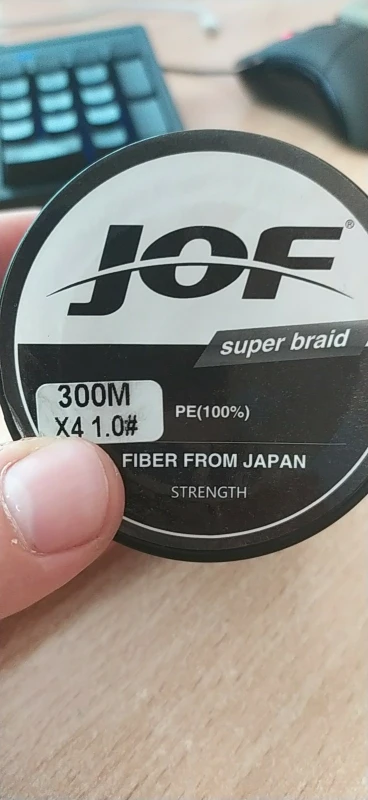 JOF®
super braid
300M
X4 1.0#
PE(100%)
FIBER FROM JAPAN
STRENGTH